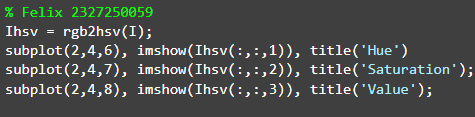 % Felix 2327250059
Ihsv = rgb2hsv(I);
subplot(2,4,6), imshow(Ihsv(:,:,1)), title('Hue')
subplot(2,4,7), imshow(Ihsv(:,:,2)), title('Saturation');
subplot(2,4,8), imshow(Ihsv(:,:,3)), title('Value');